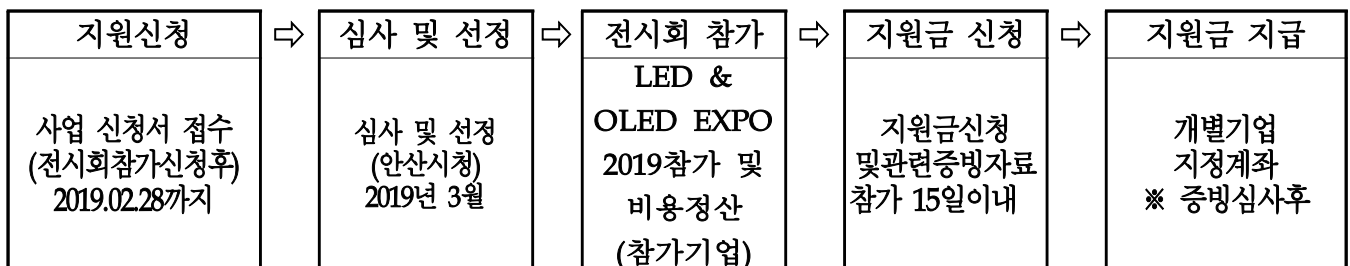 지원신청 ⇨ 심사 및 선정 ⇨ 전시회 참가 ⇨ 지원금 신청 ⇨ 지원금 지급
사업 신청서 접수
(전시회참가신청후)
2019.02.28까지
심사 및 선정
(안산시청)
2019년 3월
LED &
OLED EXPO
2019참가 및
비용정산
(참가기업)
지원금신청
및관련증빙자료
참가 15일이내
개별기업
지정계좌
※ 증빙심사후